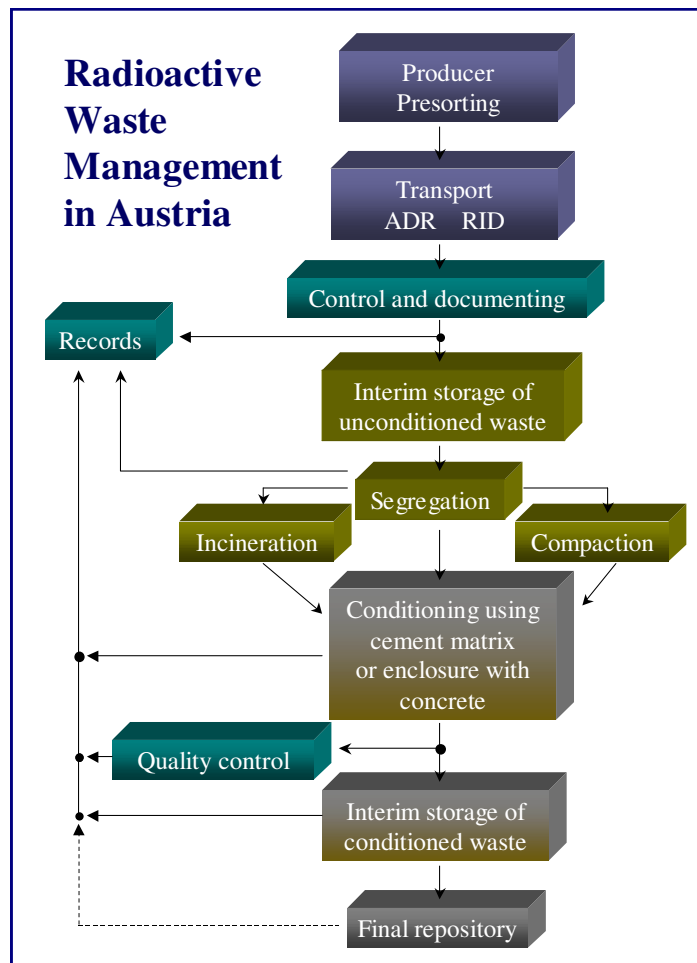 Radioactive
Waste
Management
in Austria
Producer
Presorting
Transport
ADR RID
Control and documenting
Records
Interim storage of
unconditioned waste
Segregation
Incineration
Compaction
Conditioning using
cement matrix
or enclosure with
concrete
Quality control
Interim storage of
conditioned waste
Final repository